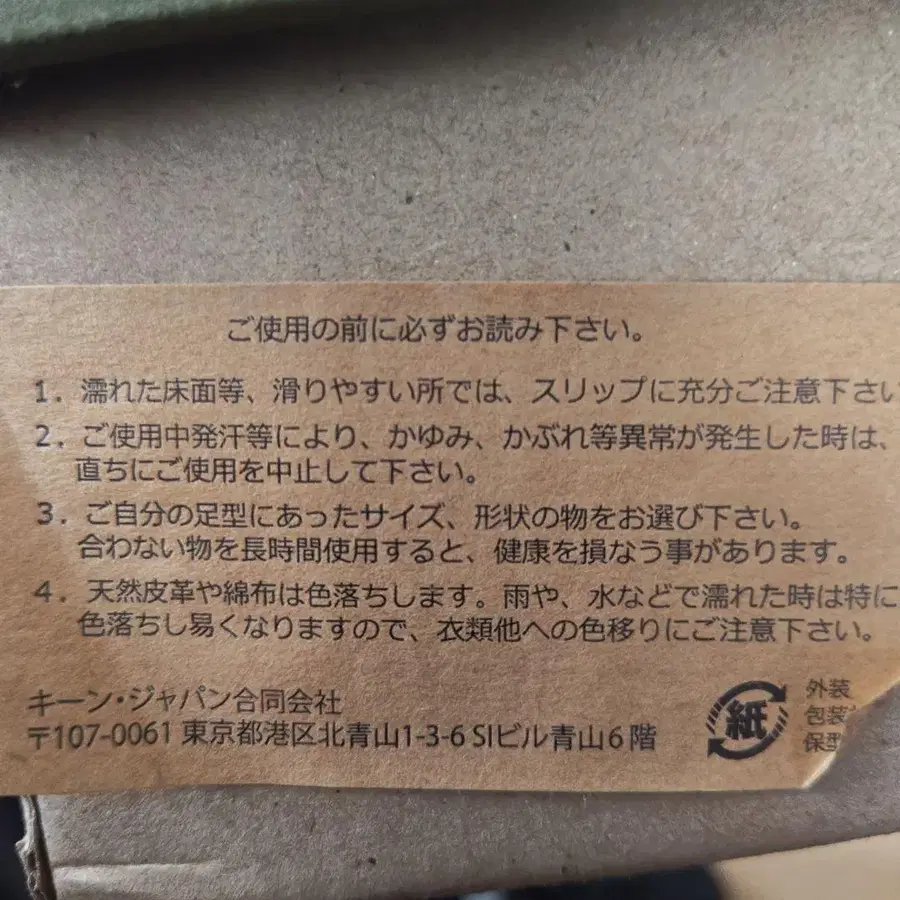 ご使用の前に必ずお読み下さい。
1. 濡れた床面等、滑りやすい所では、スリップに充分ご注意下さい
2. ご使用中発汗等により、かゆみ、かぶれ等異常が発生した時は、
直ちにご使用を中止して下さい。
3. ご自分の足型にあったサイズ、形状の物をお選び下さい。
合わない物を長時間使用すると、健康を損なう事があります。
4. 天然皮革や綿布は色落ちします。雨や、水などで濡れた時は特に
色落ちし易くなりますので、衣類他への色移りにご注意下さい。
キーン・ジャパン合同会社
〒107-0061 東京都港区北青山1-3-6 SIビル青山6階
紙
外装
包装
保型